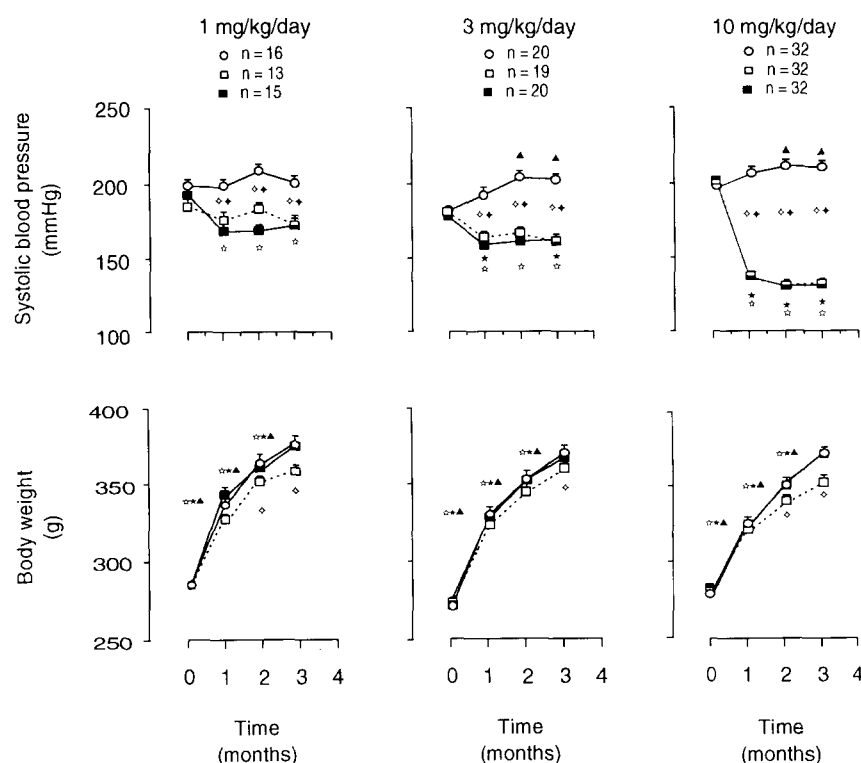 1 mg/kg/day
n = 16
n = 13
n = 15
3 mg/kg/day
n = 20
n = 19
n = 20
10 mg/kg/day
n = 32
n = 32
n = 32
Systolic blood pressure
(mmHg)
250
200
150
100
Body weight
(g)
400
350
300
250
0 1 2 3 4
0 1 2 3 4
0 1 2 3 4
Time
(months)
Time
(months)
Time
(months)